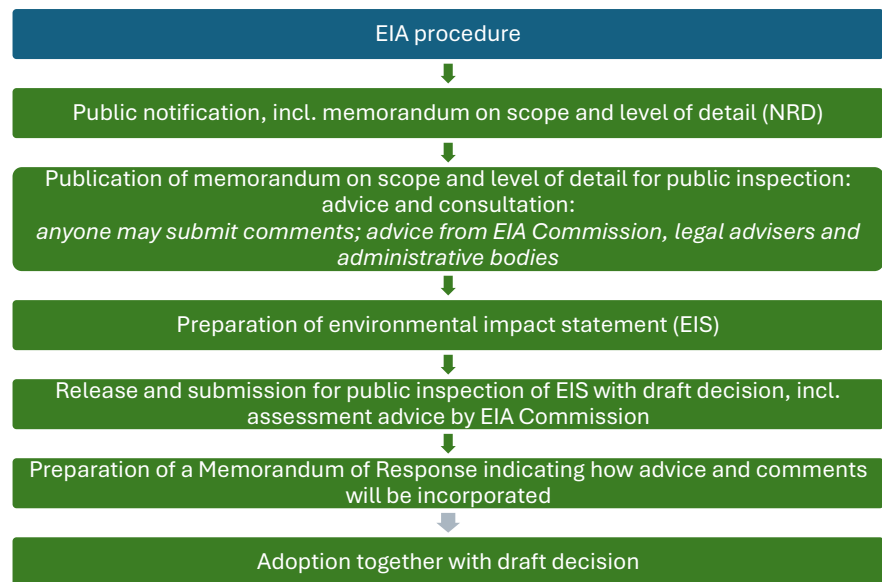 EIA procedure
Public notification, incl. memorandum on scope and level of detail (NRD)
Publication of memorandum on scope and level of detail for public inspection:
advice and consultation:
anyone may submit comments; advice from EIA Commission, legal advisers and
administrative bodies
Preparation of environmental impact statement (EIS)
Release and submission for public inspection of EIS with draft decision, incl.
assessment advice by EIA Commission
Preparation of a Memorandum of Response indicating how advice and comments
will be incorporated
Adoption together with draft decision